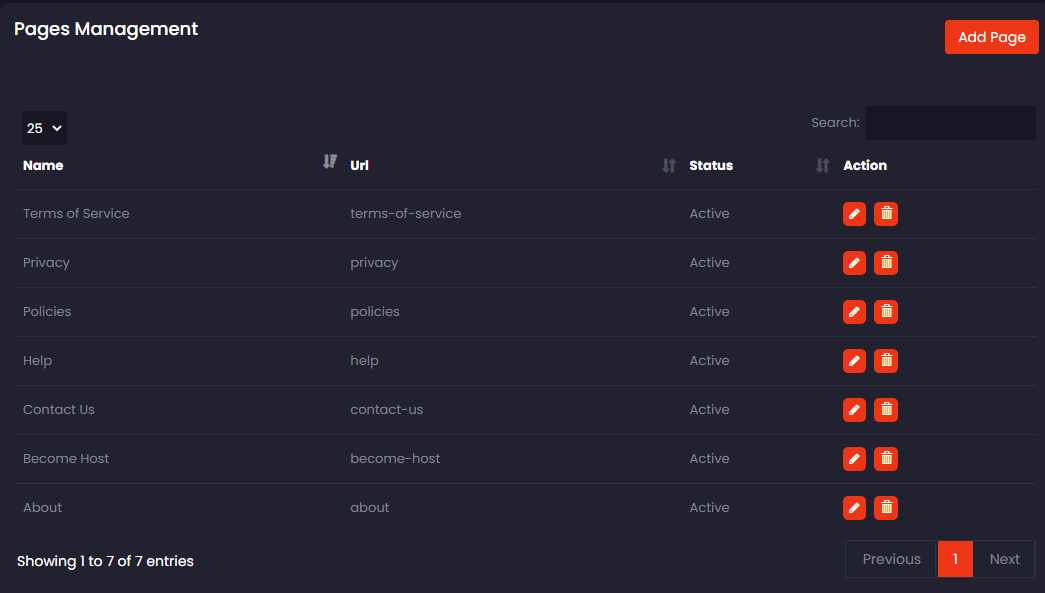 Pages Management
Add Page
25
Search:
Name Url Status Action
Terms of Service terms-of-service Active
Privacy privacy Active
Policies policies Active
Help help Active
Contact Us contact-us Active
Become Host become-host Active
About about Active
Showing 1 to 7 of 7 entries
Previous 1 Next